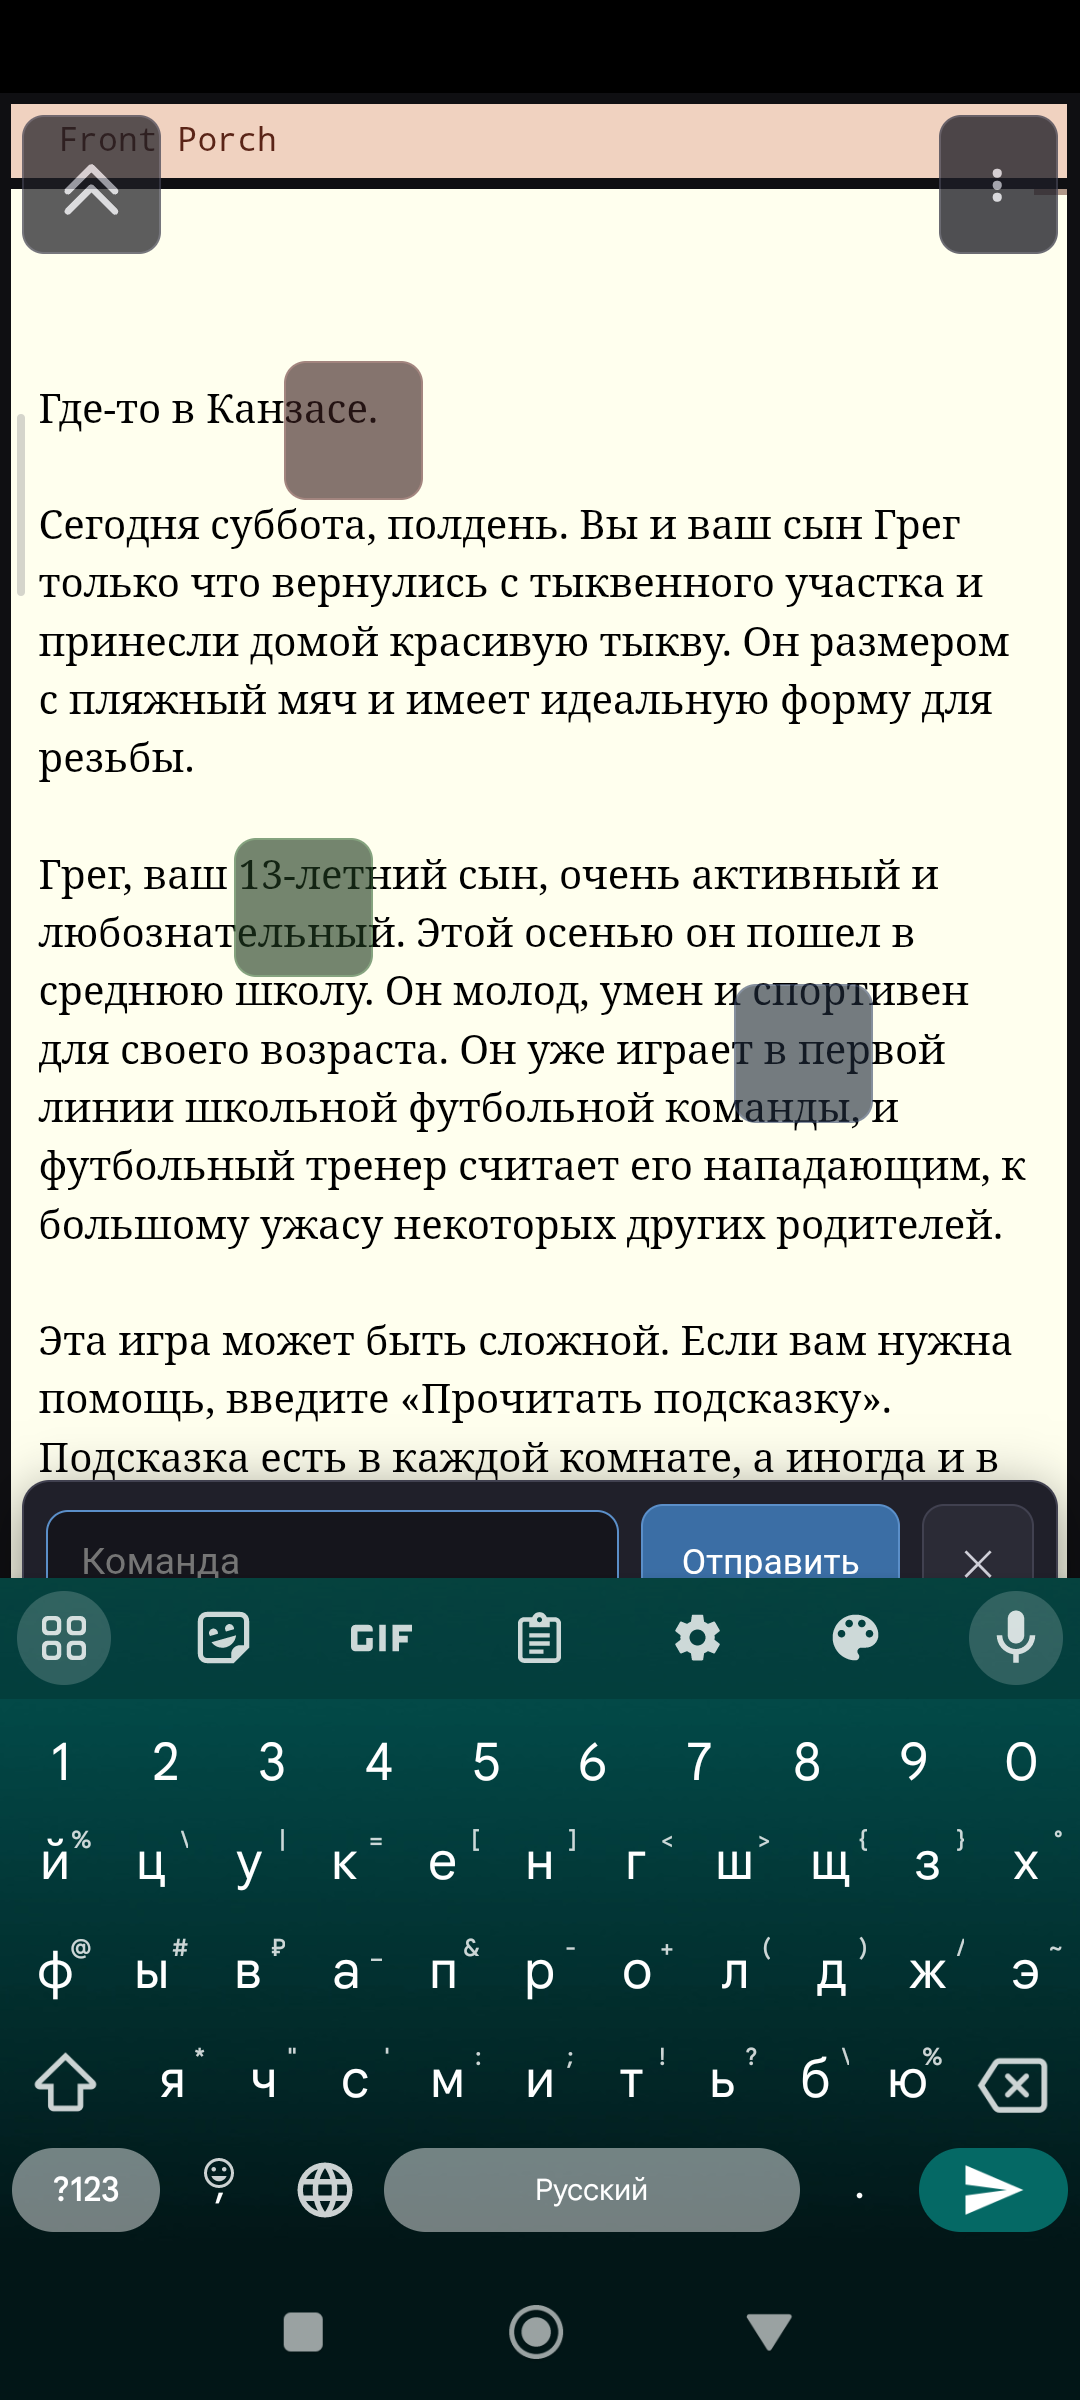 Front Porch
Где-то в Канзасе.
Сегодня суббота, полдень. Вы и ваш сын Грег
только что вернулись с тыквенного участка и
принесли домой красивую тыкву. Он размером
с пляжный мяч и имеет идеальную форму для
резьбы.
Грег, ваш 13-летний сын, очень активный и
любознательный. Этой осенью он пошел в
среднюю школу. Он молод, умен и спортивен
для своего возраста. Он уже играет в первой
линии школьной футбольной команды, и
футбольный тренер считает его нападающим, к
большому ужасу некоторых других родителей.
Эта игра может быть сложной. Если вам нужна
помощь, введите «Прочитать подсказку».
Подсказка есть в каждой комнате, а иногда и в
Команда Отправить
GIF
1 2 3 4 5 6 7 8 9 0
й % ц \ у | к = е [ н ] г < ш > щ { з } х °
ф @ ы # в ₽ а _ п & р - о + л ( д ) ж / э ~
я * ч " с ' м : и ; т ! ь ? б \ ю %
?123 , Русский .